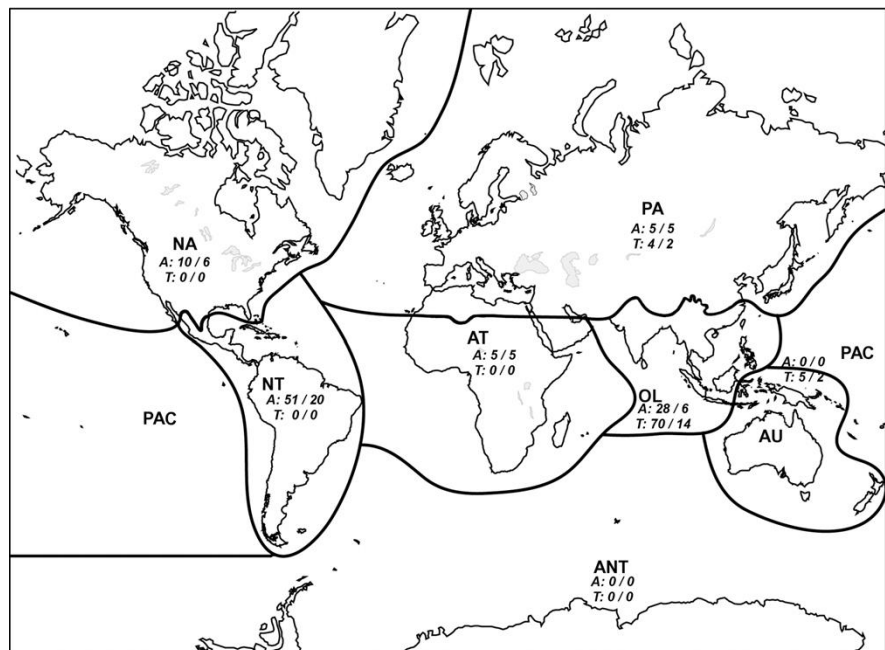 PA
A: 5 / 5
T: 4 / 2
NA
A: 10 / 6
T: 0 / 0
AT
A: 5 / 5
T: 0 / 0
A: 0 / 0
T: 5 / 2
PAC
NT
A: 51 / 20
T: 0 / 0
PAC
OL
A: 28 / 6
T: 70 / 14
AU
ANT
A: 0 / 0
T: 0 / 0